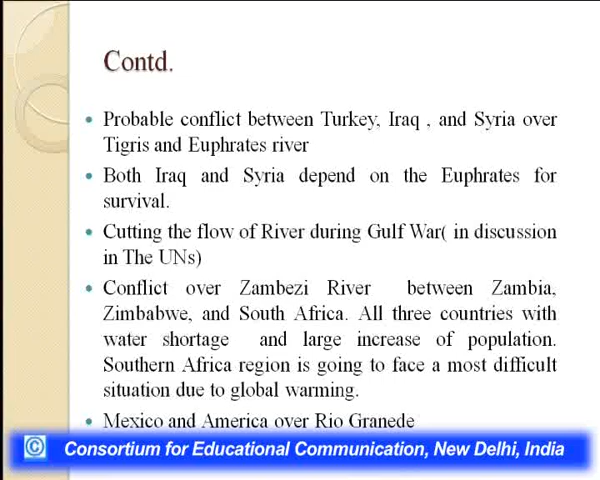 Contd.
• Probable conflict between Turkey, Iraq , and Syria over
Tigris and Euphrates river
• Both Iraq and Syria depend on the Euphrates for
survival.
• Cutting the flow of River during Gulf War( in discussion
in The UNs)
• Conflict over Zambezi River between Zambia,
Zimbabwe, and South Africa. All three countries with
water shortage and large increase of population.
Southern Africa region is going to face a most difficult
situation due to global warming.
• Mexico and America over Rio Granede
© Consortium for Educational Communication, New Delhi, India